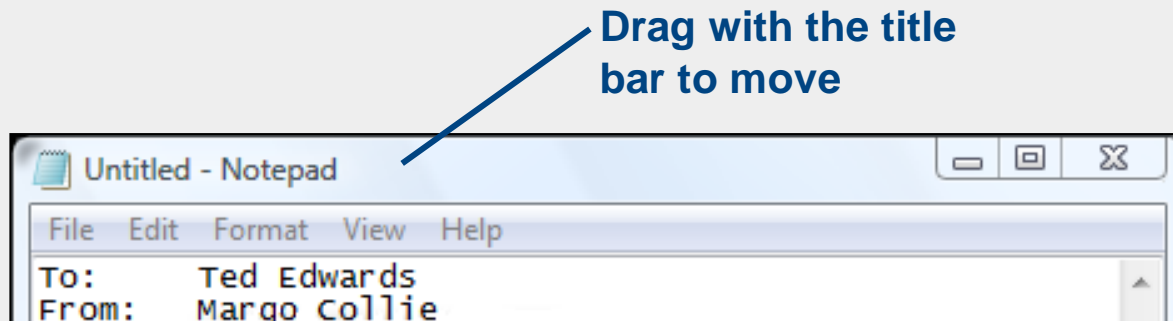 Drag with the title
bar to move
Untitled - Notepad
File Edit Format View Help
To: Ted Edwards
From: Margo Collie